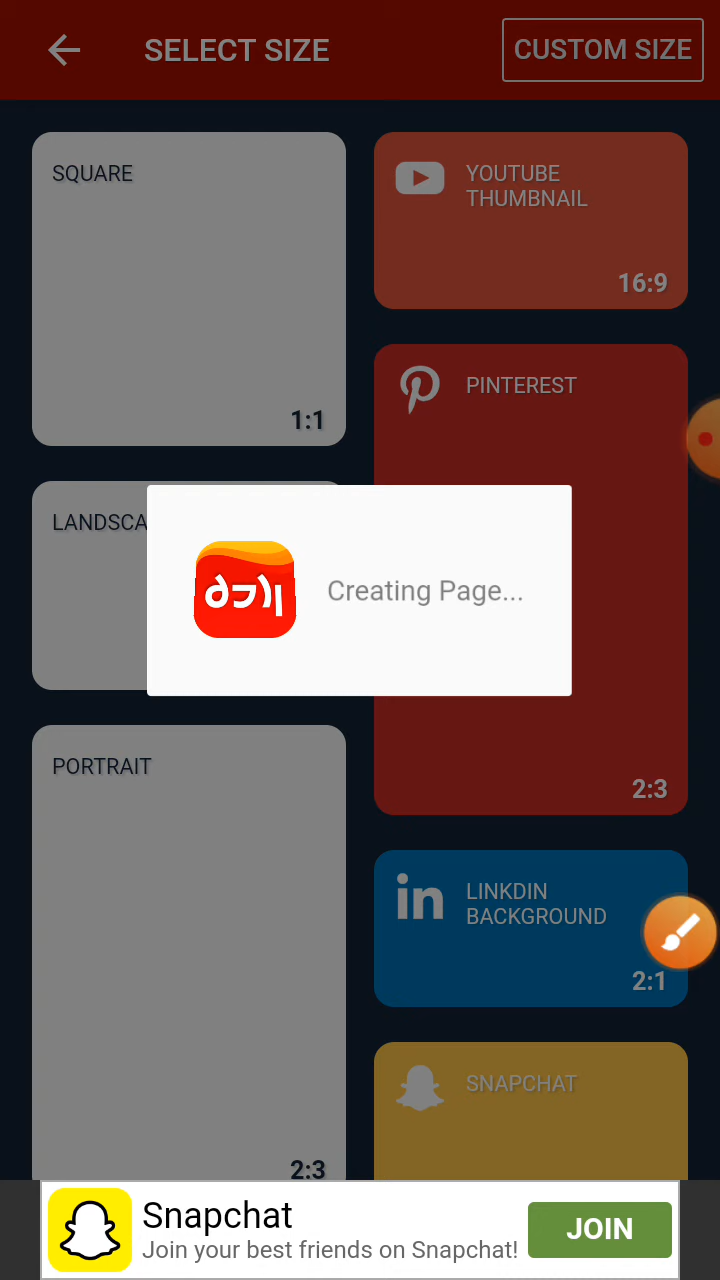 SELECT SIZE
CUSTOM SIZE
SQUARE
1:1
YOUTUBE
THUMBNAIL
16:9
PINTEREST
2:3
LANDSCA
Creating Page...
PORTRAIT
2:3
LINKDIN
BACKGROUND
2:1
SNAPCHAT
Snapchat
Join your best friends on Snapchat!
JOIN